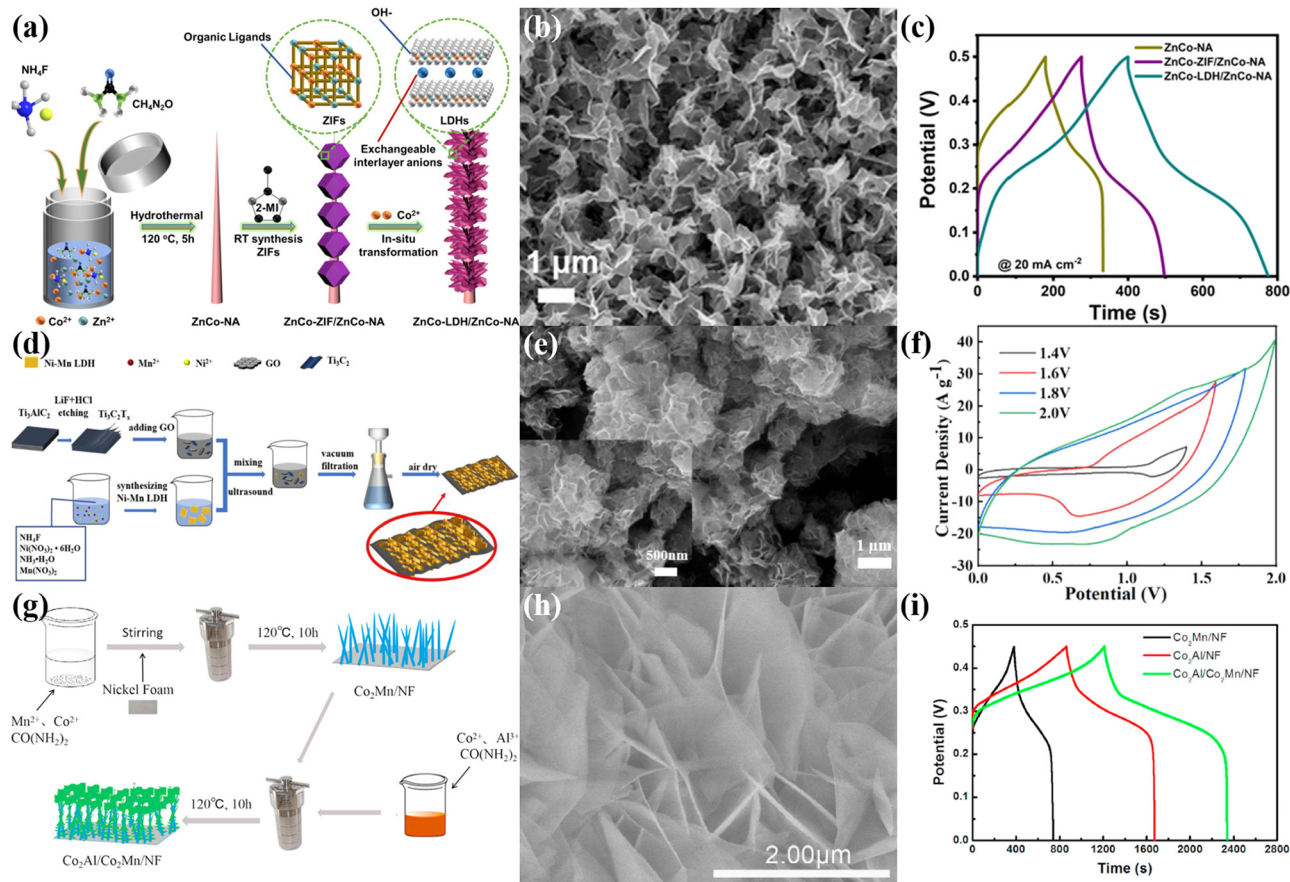 (a)
NH₄F
CH₄N₂O
Organic Ligands
ZIFs
OH-
LDHs
Exchangeable
interlayer anions
Hydrothermal
120 °C, 5h
2-MI
RT synthesis
ZIFs
Co²⁺
In-situ
transformation
Co²⁺ Zn²⁺
ZnCo-NA
ZnCo-ZIF/ZnCo-NA
ZnCo-LDH/ZnCo-NA
(b)
1 μm
(c)
ZnCo-NA
ZnCo-ZIF/ZnCo-NA
ZnCo-LDH/ZnCo-NA
Potential (V)
0.5
0.4
0.3
0.2
0.1
0.0
@ 20 mA cm⁻²
0 200 400 600 800
Time (s)
(d)
Ni-Mn LDH Mn²⁺ Ni²⁺ GO Ti₃C₂
Ti₃AlC₂
LiF+HCl
etching
Ti₃C₂Tₓ
adding GO
mixing
ultrasound
vacuum
filtration
air dry
synthesizing
Ni-Mn LDH
NH₄F
Ni(NO₃)₂•6H₂O
NH₃•H₂O
Mn(NO₃)₂
(e)
500nm
1 μm
(f)
1.4V
1.6V
1.8V
2.0V
Current Density (A g⁻¹)
40
30
20
10
0
-10
-20
-30
0.0 0.5 1.0 1.5 2.0
Potential (V)
(g)
Stirring
Nickel Foam
Mn²⁺、Co²⁺
CO(NH₂)₂
120℃, 10h
Co₂Mn/NF
Co²⁺、Al³⁺
CO(NH₂)₂
120℃, 10h
Co₂Al/Co₂Mn/NF
(h)
2.00μm
(i)
Co₂Mn/NF
Co₂Al/NF
Co₂Al/Co₂Mn/NF
Potential (V)
0.5
0.4
0.3
0.2
0.1
0.0
0 400 800 1200 1600 2000 2400 2800
Time (s)